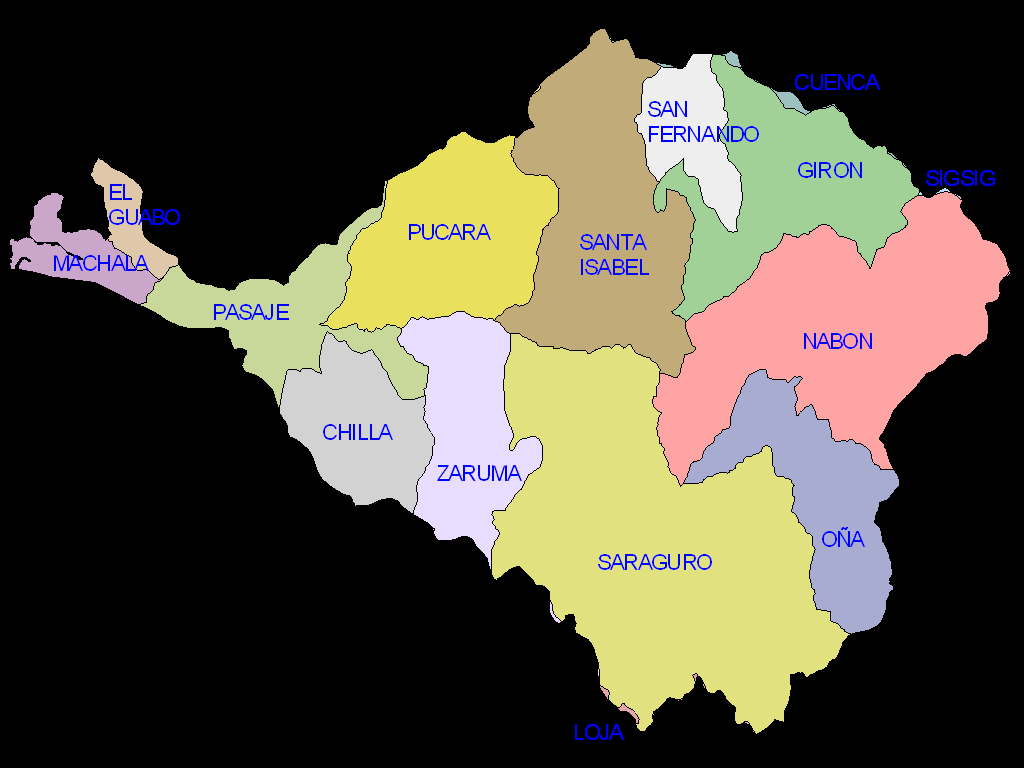 CUENCA
SAN
FERNANDO
GIRON
SIGSIG
EL
GUABO
PUCARA
SANTA
ISABEL
MACHALA
PASAJE
NABON
CHILLA
ZARUMA
OÑA
SARAGURO
LOJA